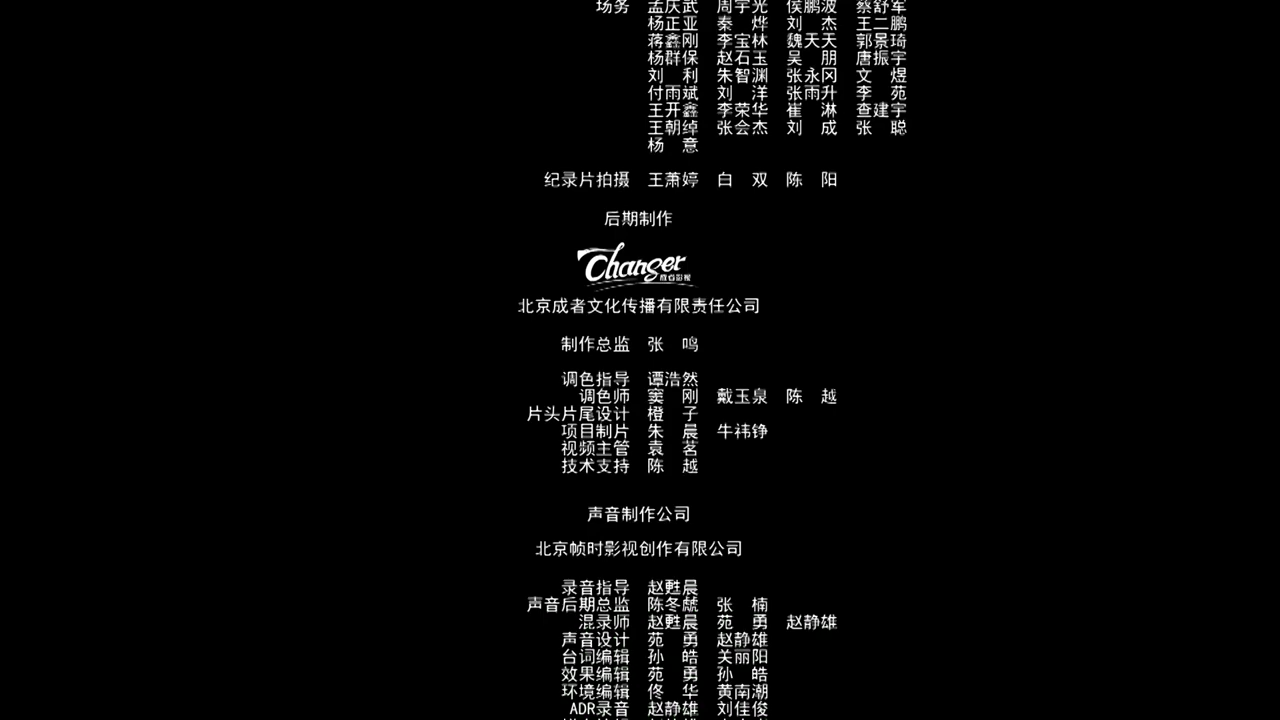 场务 孟庆武 周宇光 侯鹏波 蔡舒军
杨正亚 秦 烨 刘 杰 王二鹏
蒋鑫刚 李宝林 魏天天 郭景琦
杨群保 赵石玉 吴 朋 唐振宇
刘 利 朱智渊 张永冈 文 煜
付雨斌 刘 洋 张雨升 李 苑
王开鑫 李荣华 崔 淋 查建宇
王朝绰 张会杰 刘 成 张 聪
杨 意
纪录片拍摄 王萧婷 白 双 陈 阳
后期制作
Changer
成者影视
北京成者文化传播有限责任公司
制作总监 张 鸣
调色指导 谭浩然
调色师 窦 刚 戴玉泉 陈 越
片头片尾设计 橙 子
项目制片 朱 晨 牛祎铮
视频主管 袁 茗
技术支持 陈 越
声音制作公司
北京帧时影视创作有限公司
录音指导 赵甦晨
声音后期总监 陈冬虣 张 楠
混录师 赵甦晨 苑 勇 赵静雄
声音设计 苑 勇 赵静雄
台词编辑 孙 皓 关丽阳
效果编辑 苑 勇 孙 皓
环境编辑 佟 华 黄南潮
ADR录音 赵静雄 刘佳俊